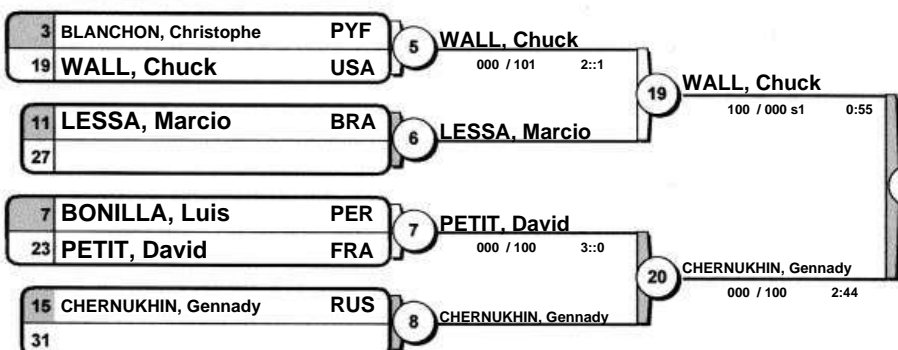 3 BLANCHON, Christophe PYF
19 WALL, Chuck USA
5
WALL, Chuck
000 / 101 2::1
11 LESSA, Marcio BRA
27
6
LESSA, Marcio
19
WALL, Chuck
100 / 000 s1 0:55
7 BONILLA, Luis PER
23 PETIT, David FRA
7
PETIT, David
000 / 100 3::0
15 CHERNUKHIN, Gennady RUS
31
8
CHERNUKHIN, Gennady
20
CHERNUKHIN, Gennady
000 / 100 2:44